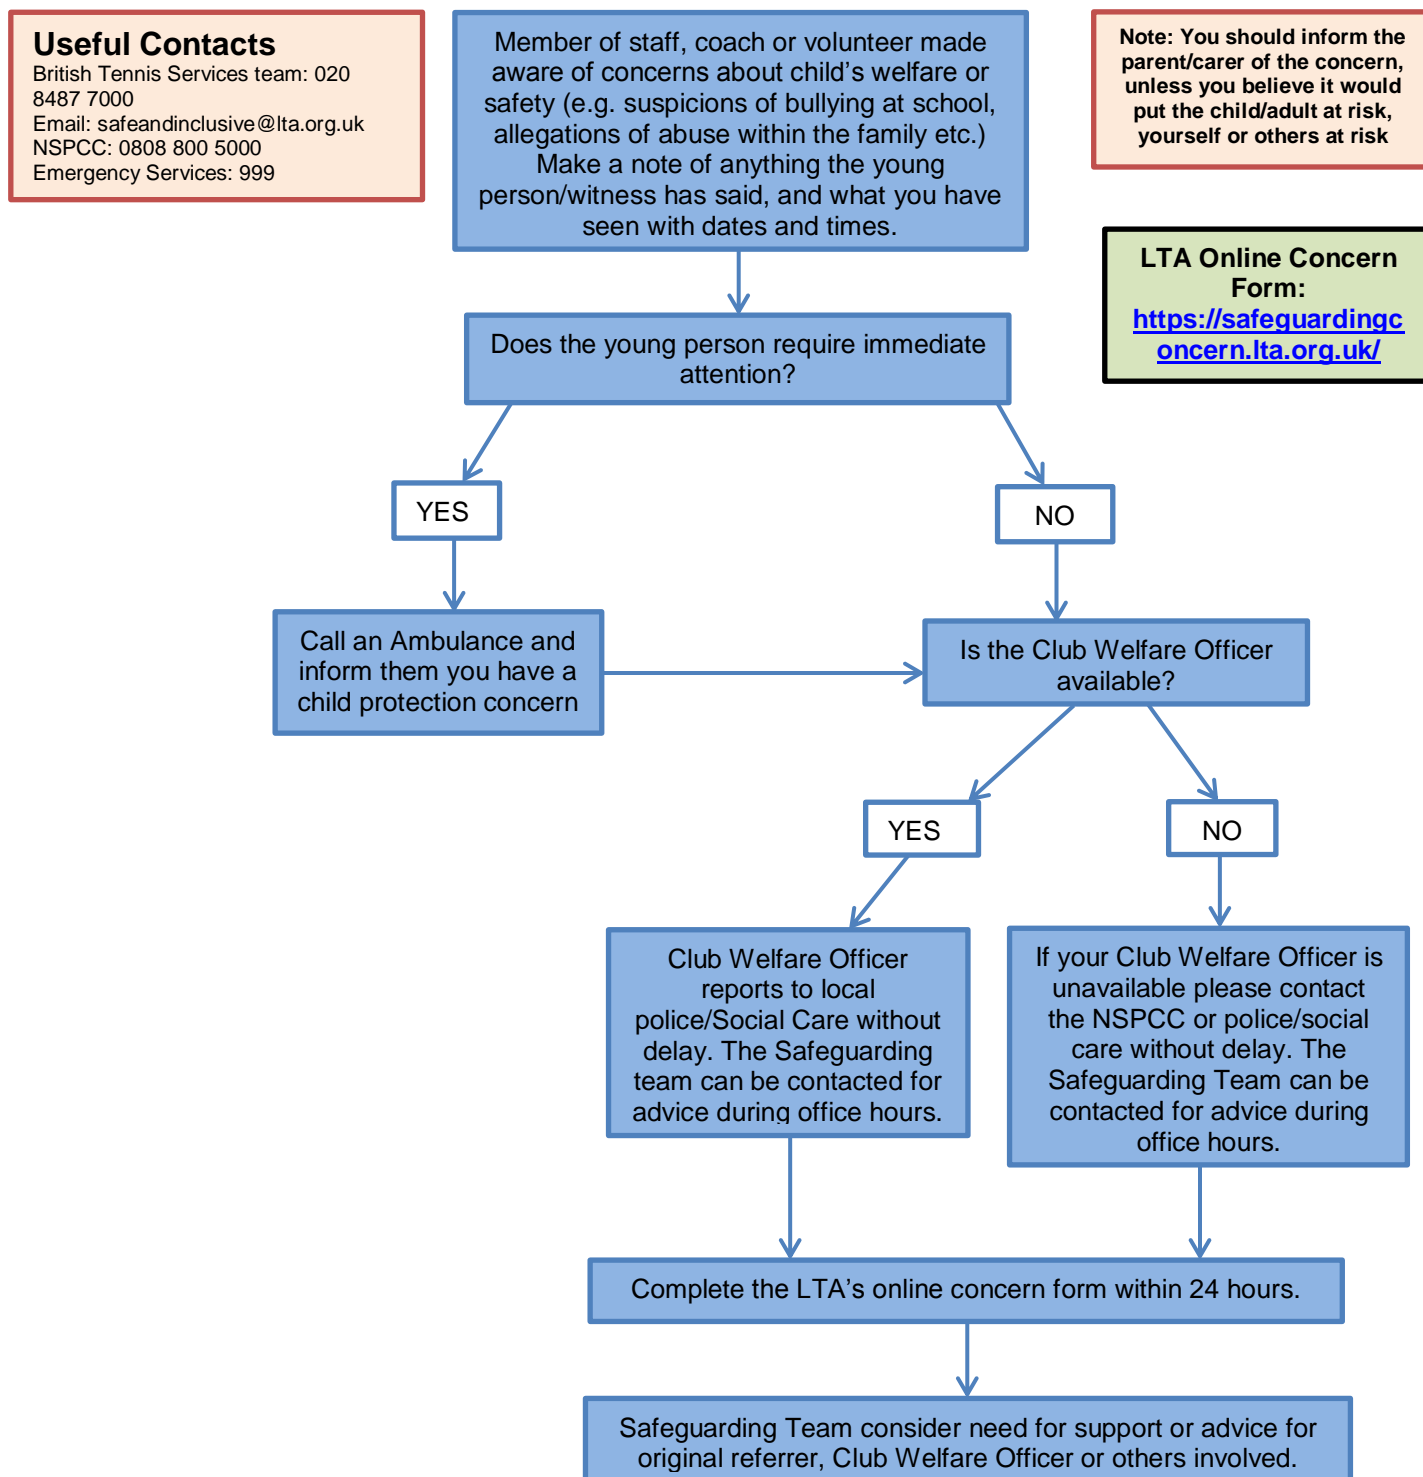 Useful Contacts
British Tennis Services team: 020
8487 7000
Email: safeandinclusive@lta.org.uk
NSPCC: 0808 800 5000
Emergency Services: 999
Member of staff, coach or volunteer made
aware of concerns about child’s welfare or
safety (e.g. suspicions of bullying at school,
allegations of abuse within the family etc.)
Make a note of anything the young
person/witness has said, and what you have
seen with dates and times.
Note: You should inform the
parent/carer of the concern,
unless you believe it would
put the child/adult at risk,
yourself or others at risk
LTA Online Concern
Form:
https://safeguardingc
oncern.lta.org.uk/
Does the young person require immediate
attention?
YES
NO
Call an Ambulance and
inform them you have a
child protection concern
Is the Club Welfare Officer
available?
YES
NO
Club Welfare Officer
reports to local
police/Social Care without
delay. The Safeguarding
team can be contacted for
advice during office hours.
If your Club Welfare Officer is
unavailable please contact
the NSPCC or police/social
care without delay. The
Safeguarding Team can be
contacted for advice during
office hours.
Complete the LTA’s online concern form within 24 hours.
Safeguarding Team consider need for support or advice for
original referrer, Club Welfare Officer or others involved.